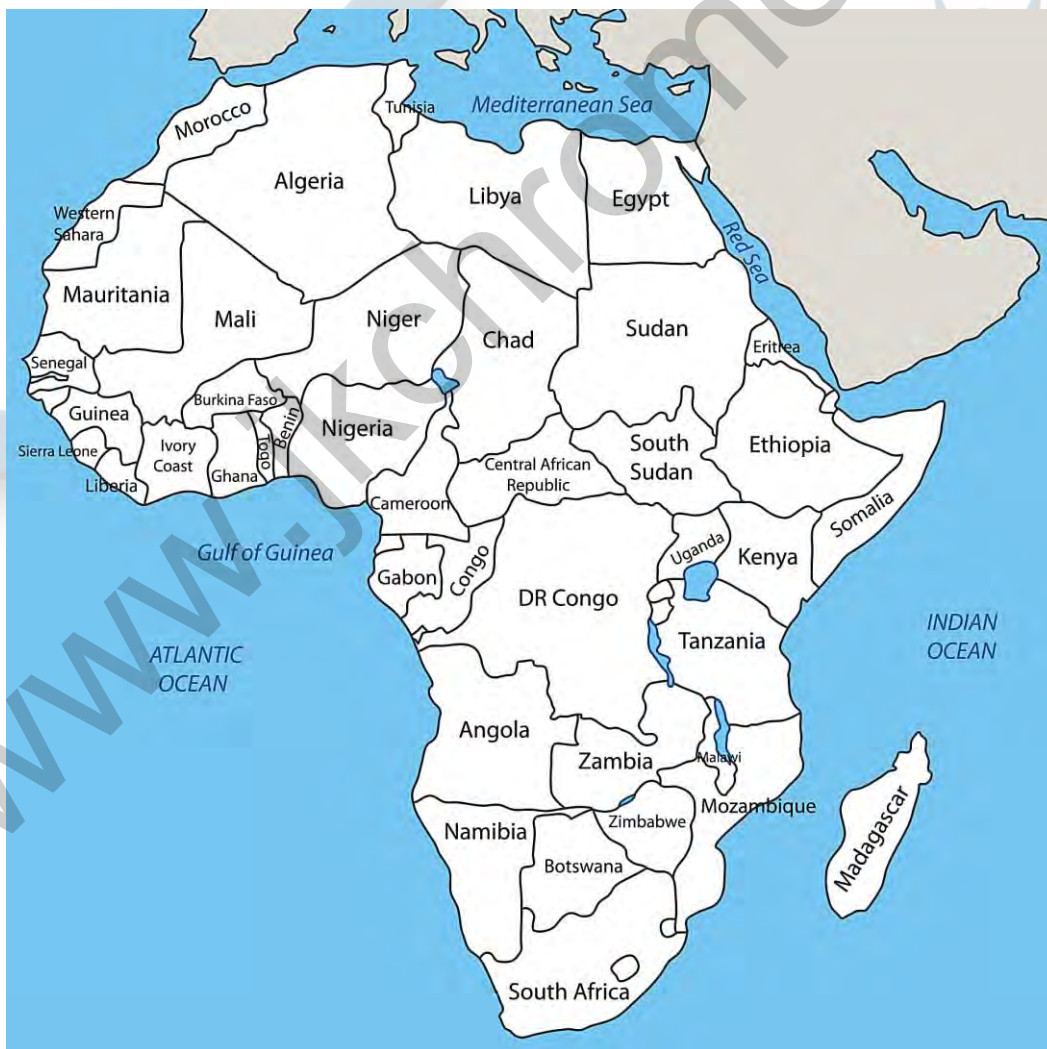 Mediterranean Sea
Tunisia
Morocco
Algeria
Libya
Egypt
Western
Sahara
Red Sea
Mauritania
Mali
Niger
Chad
Sudan
Eritrea
Senegal
Burkina Faso
Guinea
Benin
Nigeria
Togo
Ivory
Coast
Ghana
Sierra Leone
Liberia
Central African
Republic
South
Sudan
Ethiopia
Somalia
Cameroon
Gulf of Guinea
Gabon
Congo
Uganda
Kenya
DR Congo
Tanzania
INDIAN
OCEAN
ATLANTIC
OCEAN
Angola
Zambia
Malawi
Mozambique
Zimbabwe
Namibia
Botswana
Madagascar
South Africa
www.jkchrome